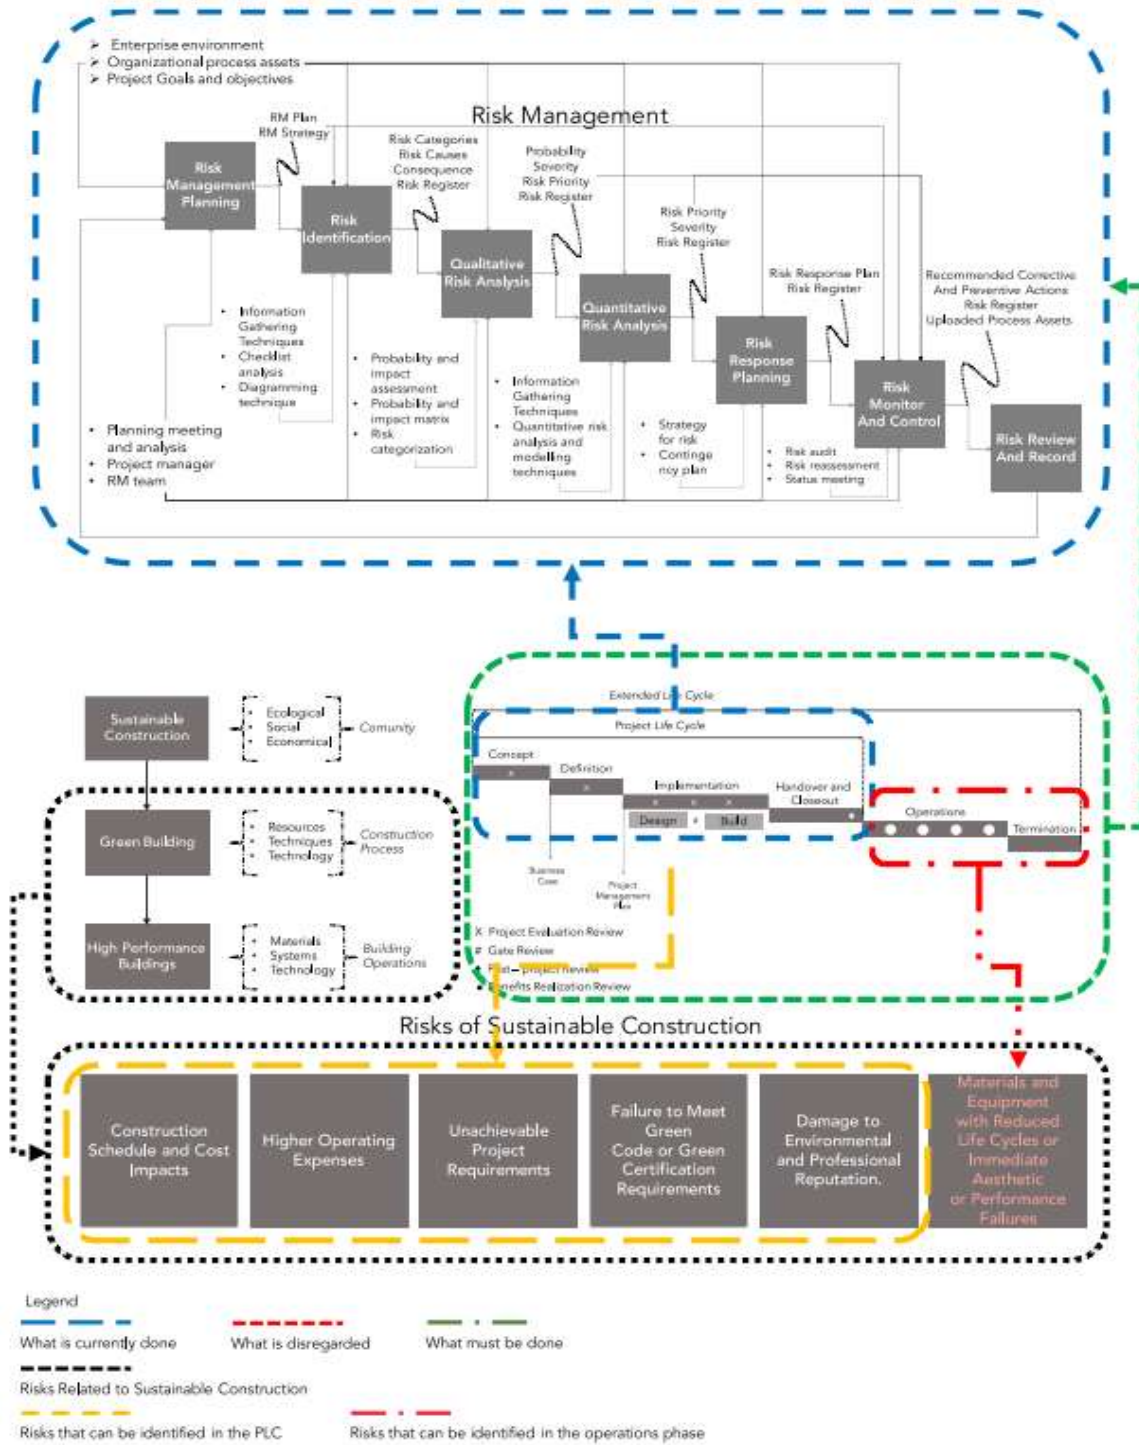 ➢ Enterprise environment
➢ Organizational process assets
➢ Project Goals and objectives
Risk Management
RM Plan
RM Strategy
Risk Categories
Risk Causes
Consequence
Risk Register
Probability
Severity
Risk Priority
Risk Register
Risk Priority
Severity
Risk Register
Risk Response Plan
Risk Register
Recommended Corrective
And Preventive Actions
Risk Register
Uploaded Process Assets
Risk
Management
Planning
Risk
Identification
Qualitative
Risk Analysis
Quantitative
Risk Analysis
Risk
Response
Planning
Risk
Monitor
And Control
Risk Review
And Record
• Information
Gathering
Techniques
• Checklist
analysis
• Diagramming
technique
• Probability and
impact
assessment
• Probability and
impact matrix
• Risk
categorization
• Information
Gathering
Techniques
• Quantitative risk
analysis and
modelling
techniques
• Strategy
for risk
• Continge
ncy plan
• Risk audit
• Risk reassessment
• Status meeting
• Planning meeting
and analysis
• Project manager
• RM team
Sustainable
Construction
• Ecological
• Social
• Economical
Comunity
Green Building
• Resources
• Techniques
• Technology
Construction
Process
High Performance
Buildings
• Materials
• Systems
• Technology
Building
Operations
Extended Life Cycle
Project Life Cycle
Concept
Definition
Implementation
Handover and
Closeout
Operations
Termination
x
x
x x x
Design # Build
Business
Case
Project
Management
Plan
X Project Evaluation Review
# Gate Review
Post – project Review
Benefits Realization Review
Risks of Sustainable Construction
Construction
Schedule and Cost
Impacts
Higher Operating
Expenses
Unachievable
Project
Requirements
Failure to Meet
Green
Code or Green
Certification
Requirements
Damage to
Environmental
and Professional
Reputation.
Materials and
Equipment
with Reduced
Life Cycles or
Immediate
Aesthetic
or Performance
Failures
Legend
What is currently done
What is disregarded
What must be done
Risks Related to Sustainable Construction
Risks that can be identified in the PLC
Risks that can be identified in the operations phase